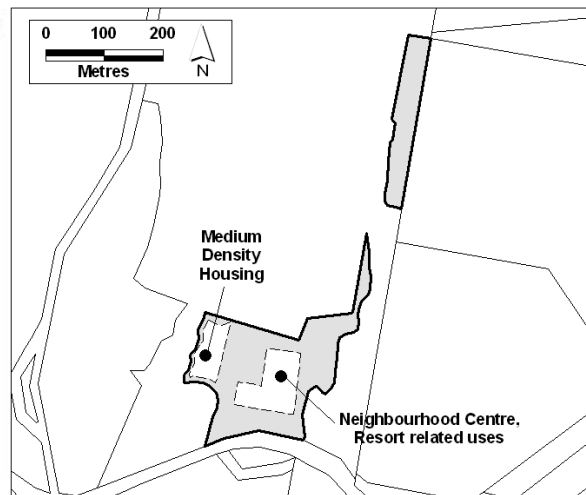 0 100 200
Metres
N
Medium
Density
Housing
Neighbourhood Centre,
Resort related uses